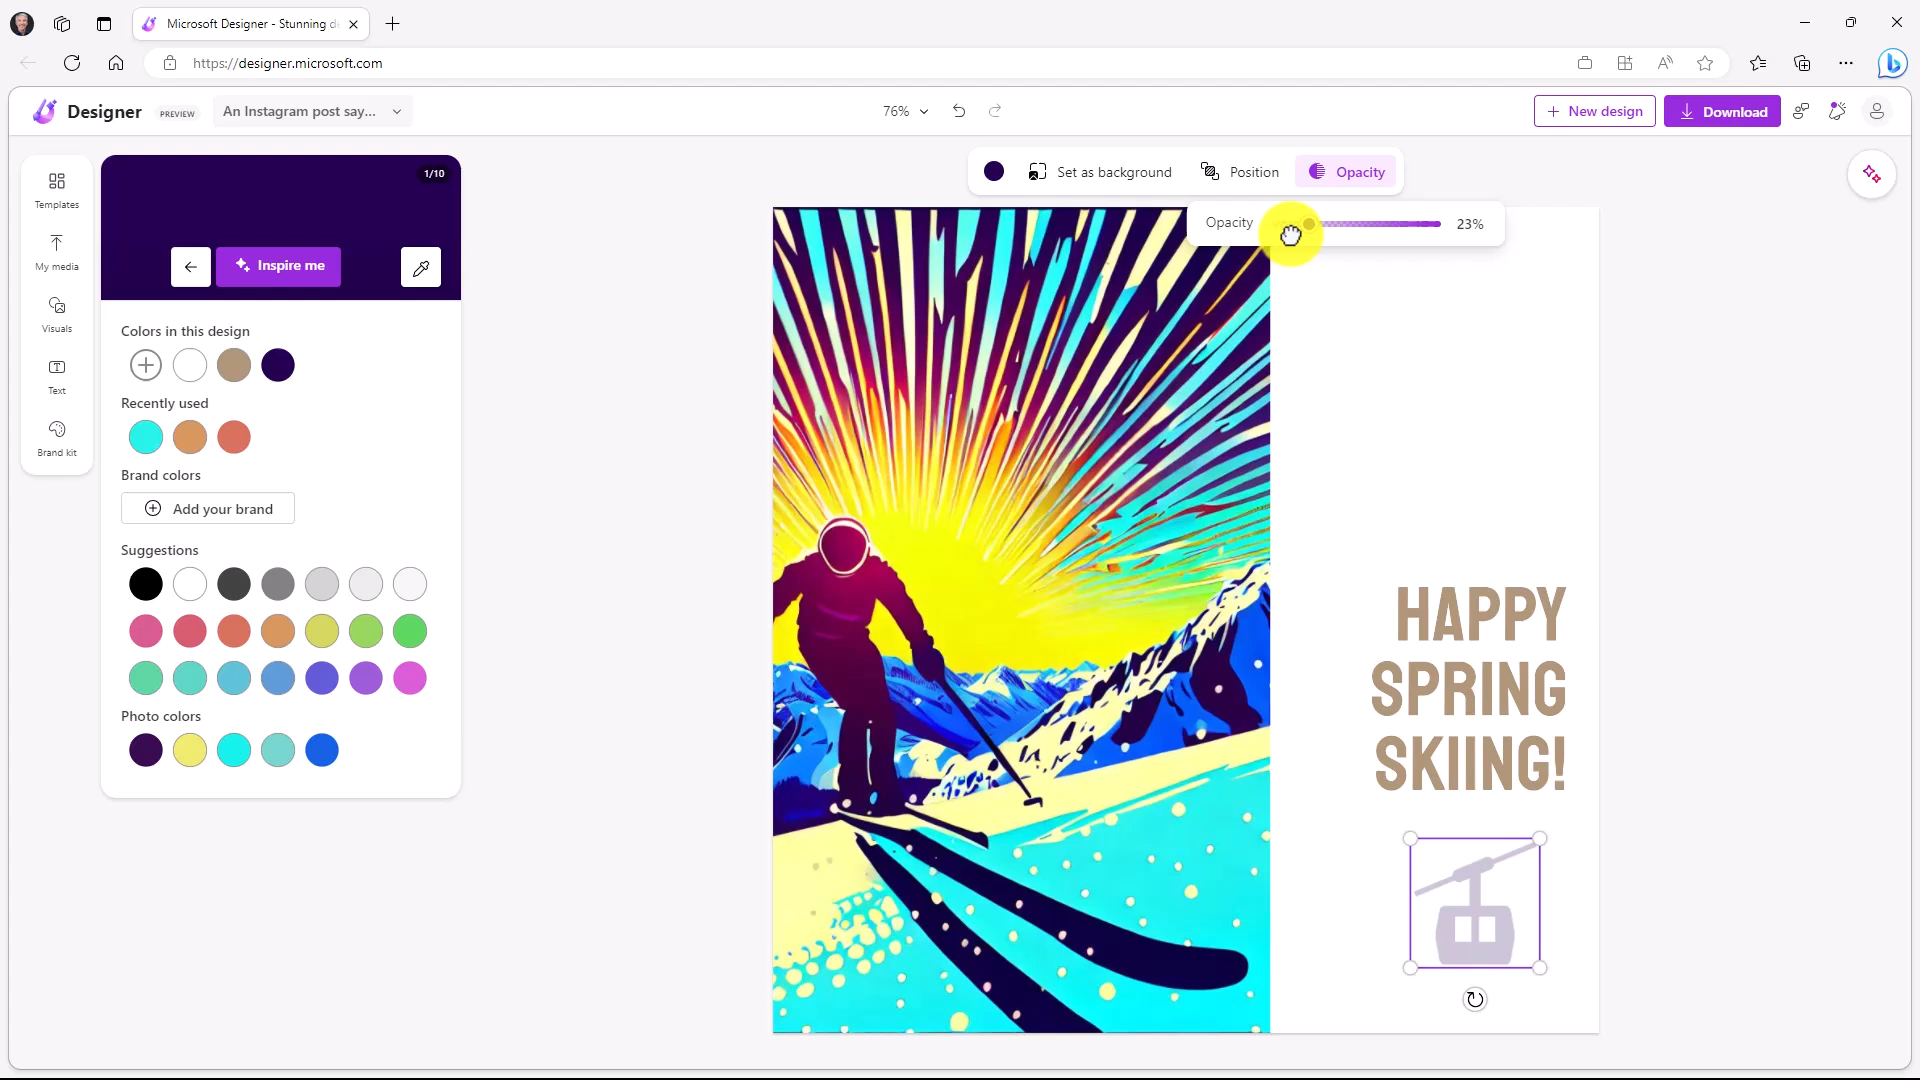 Microsoft Designer - Stunning d
https://designer.microsoft.com
Designer PREVIEW
An Instagram post say...
76%
New design
Download
Templates
My media
Visuals
Text
Brand kit
1/10
Inspire me
Colors in this design
Recently used
Brand colors
Add your brand
Suggestions
Photo colors
Set as background
Position
Opacity
Opacity
23%
HAPPY
SPRING
SKIING!